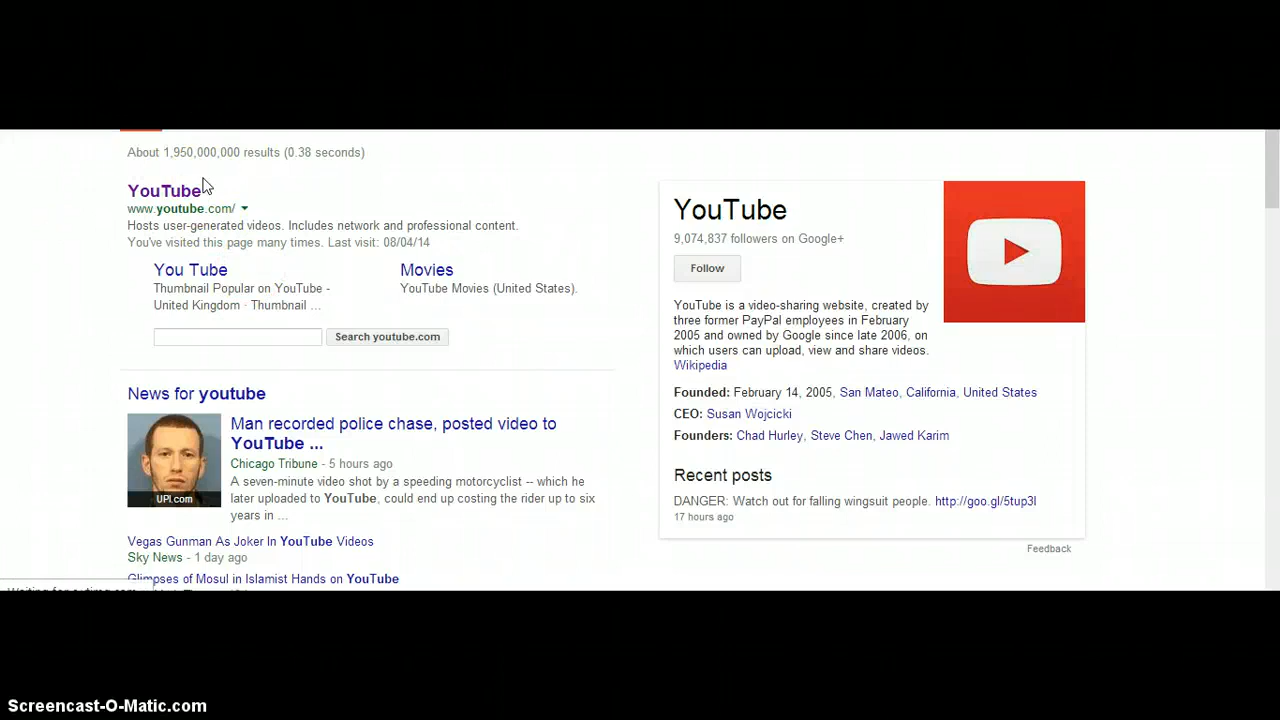 About 1,950,000,000 results (0.38 seconds)
YouTube
www.youtube.com/
Hosts user-generated videos. Includes network and professional content.
You've visited this page many times. Last visit: 08/04/14
You Tube
Thumbnail Popular on YouTube -
United Kingdom · Thumbnail ...
Movies
YouTube Movies (United States).
Search youtube.com
News for youtube
Man recorded police chase, posted video to
YouTube ...
Chicago Tribune - 5 hours ago
A seven-minute video shot by a speeding motorcyclist -- which he
later uploaded to YouTube, could end up costing the rider up to six
years in ...
UPI.com
Vegas Gunman As Joker In YouTube Videos
Sky News - 1 day ago
Glimpses of Mosul in Islamist Hands on YouTube
YouTube
9,074,837 followers on Google+
Follow
YouTube is a video-sharing website, created by
three former PayPal employees in February
2005 and owned by Google since late 2006, on
which users can upload, view and share videos.
Wikipedia
Founded: February 14, 2005, San Mateo, California, United States
CEO: Susan Wojcicki
Founders: Chad Hurley, Steve Chen, Jawed Karim
Recent posts
DANGER: Watch out for falling wingsuit people. http://goo.gl/5tup3l
17 hours ago
Feedback
Screencast-O-Matic.com